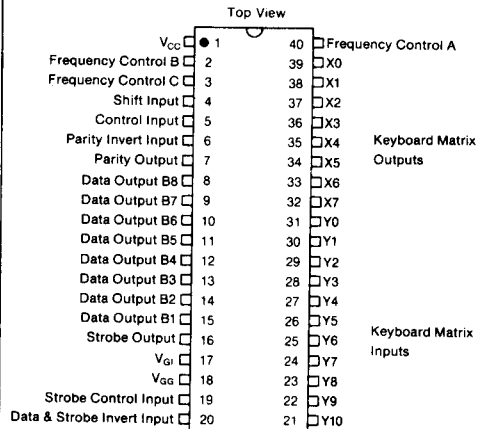 Top View
VCC 1 40 Frequency Control A
Frequency Control B 2 39 X0
Frequency Control C 3 38 X1
Shift Input 4 37 X2
Control Input 5 36 X3
Parity Invert Input 6 35 X4 Keyboard Matrix
Parity Output 7 34 X5 Outputs
Data Output B8 8 33 X6
Data Output B7 9 32 X7
Data Output B6 10 31 Y0
Data Output B5 11 30 Y1
Data Output B4 12 29 Y2
Data Output B3 13 28 Y3
Data Output B2 14 27 Y4
Data Output B1 15 26 Y5
Strobe Output 16 25 Y6 Keyboard Matrix
VGI 17 24 Y7 Inputs
VGG 18 23 Y8
Strobe Control Input 19 22 Y9
Data & Strobe Invert Input 20 21 Y10